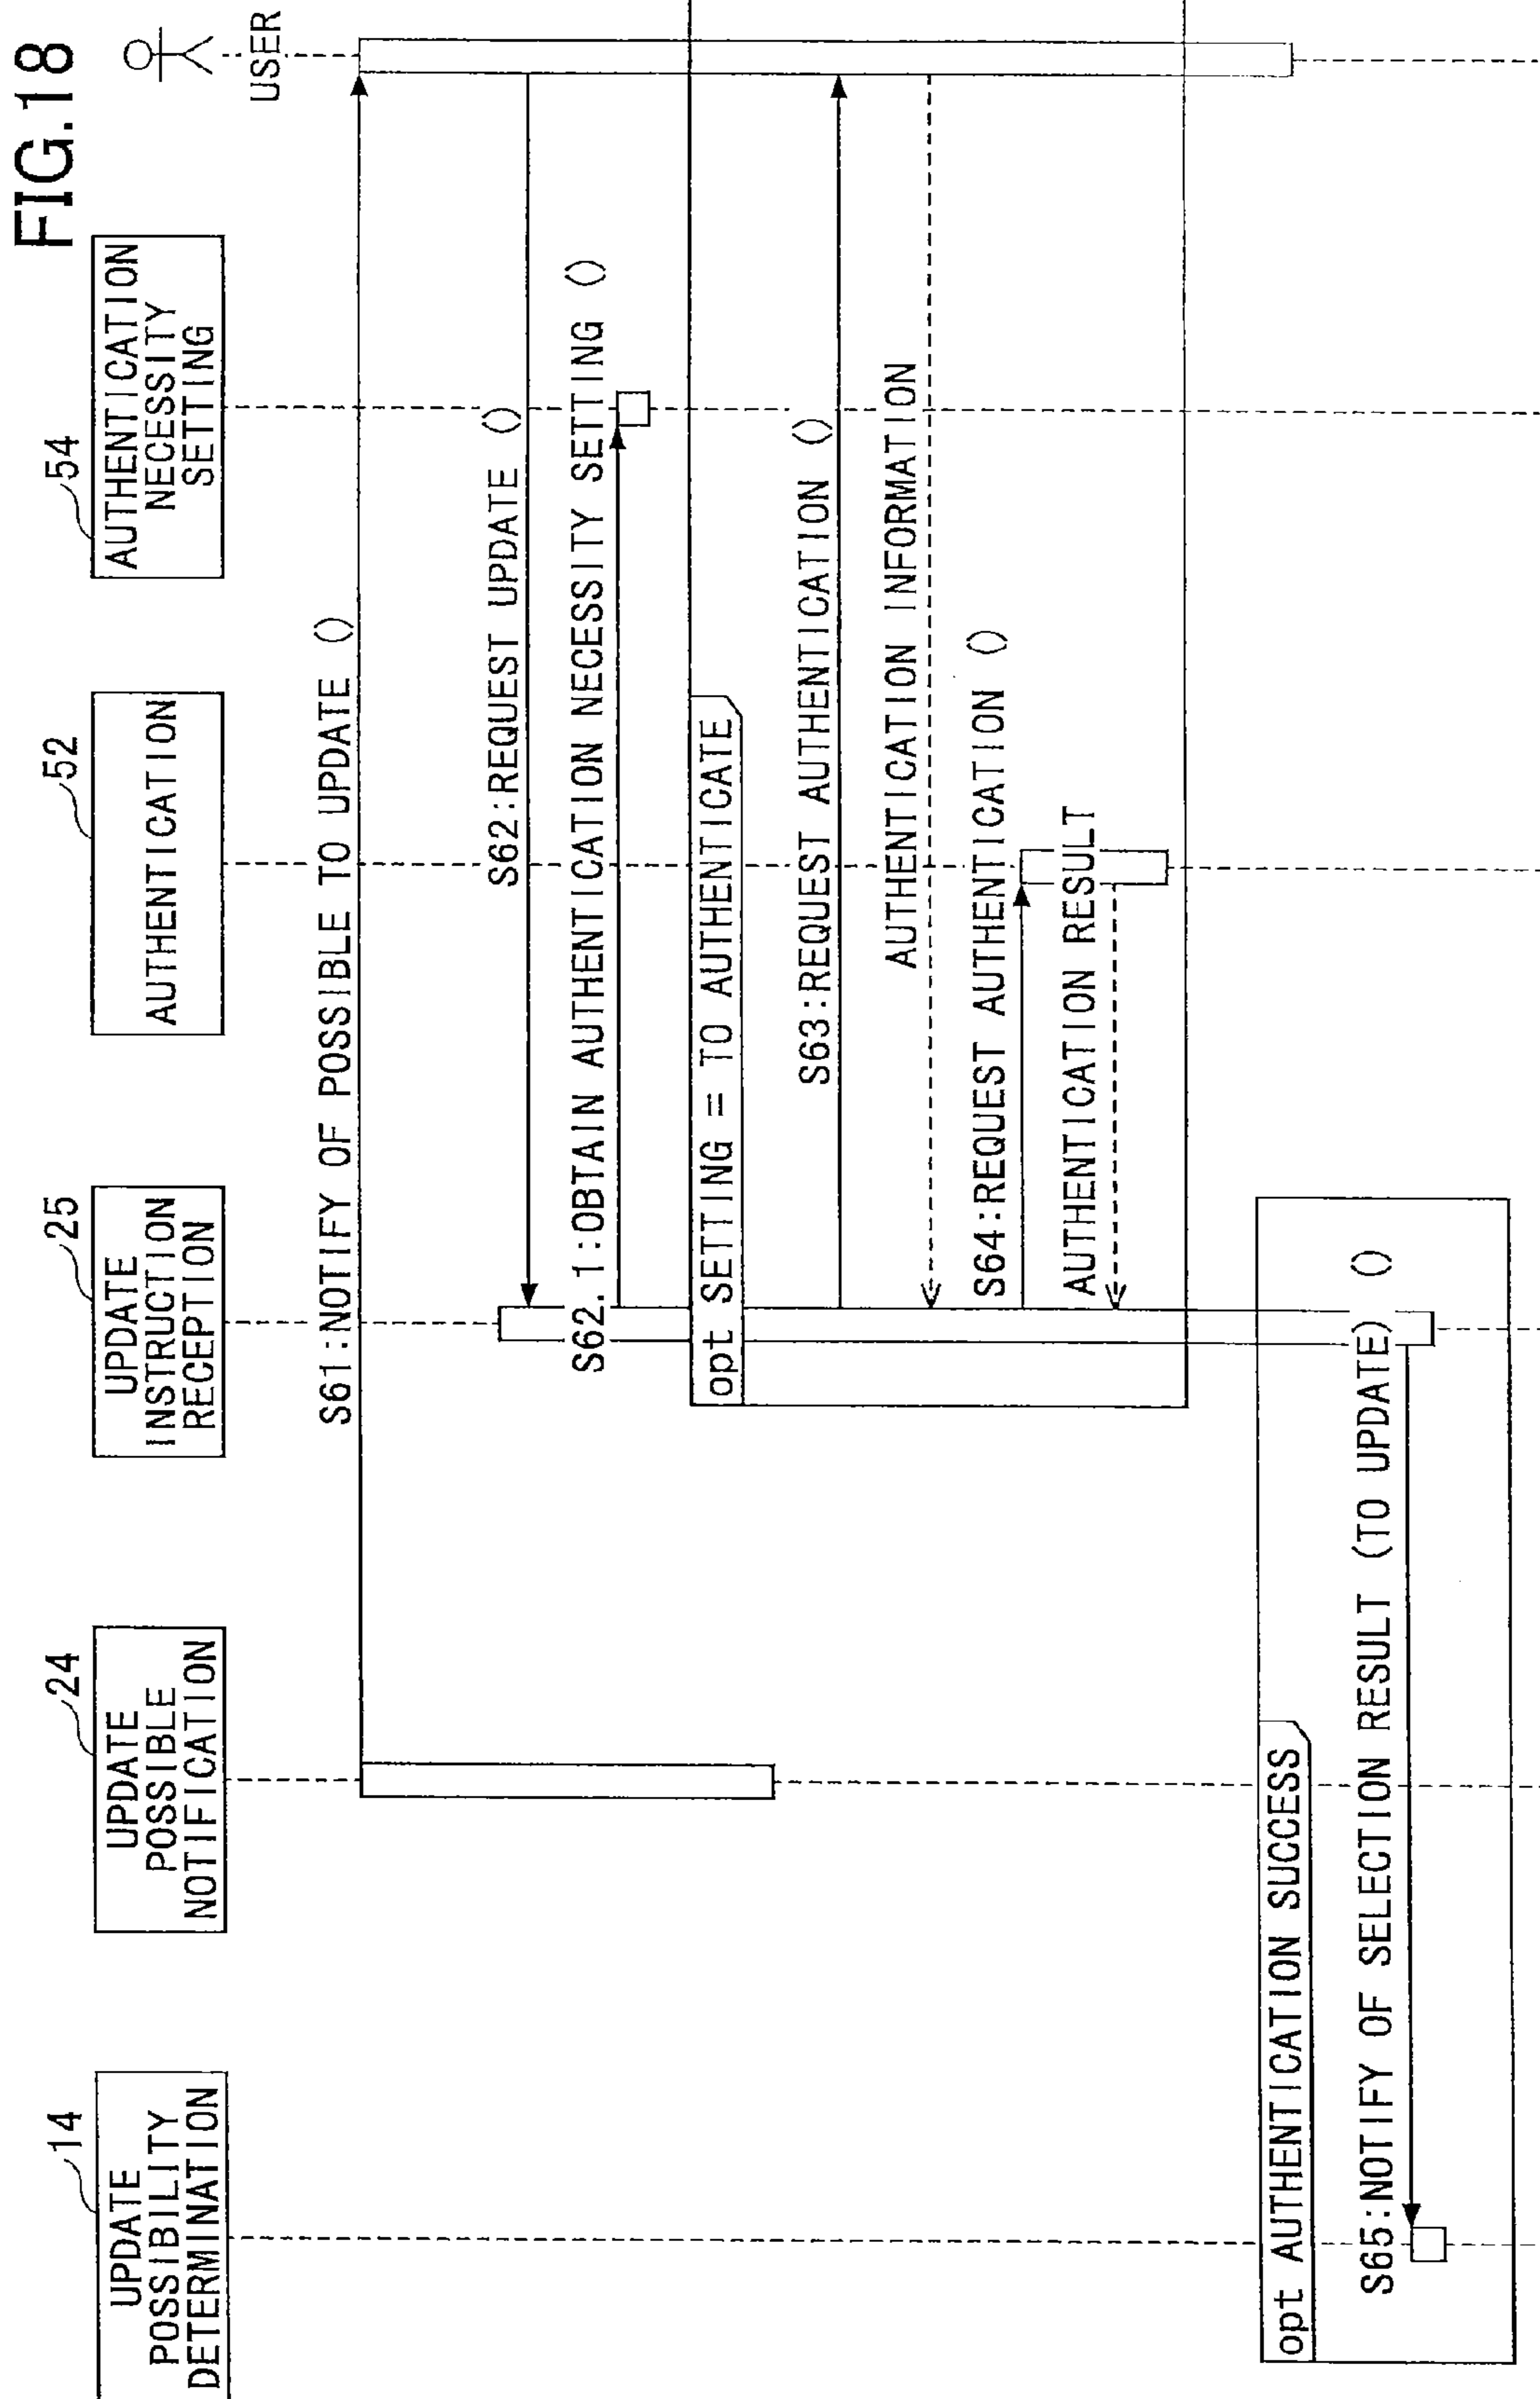 FIG.18
14
UPDATE
POSSIBILITY
DETERMINATION
24
UPDATE
POSSIBLE
NOTIFICATION
25
UPDATE
INSTRUCTION
RECEPTION
52
AUTHENTICATION
54
AUTHENTICATION
NECESSITY
SETTING
USER
S61:NOTIFY OF POSSIBLE TO UPDATE ()
S62:REQUEST UPDATE ()
S62.1:OBTAIN AUTHENTICATION NECESSITY SETTING ()
opt SETTING = TO AUTHENTICATE
S63:REQUEST AUTHENTICATION ()
AUTHENTICATION INFORMATION
S64:REQUEST AUTHENTICATION ()
AUTHENTICATION RESULT
opt AUTHENTICATION SUCCESS
S65:NOTIFY OF SELECTION RESULT (TO UPDATE) ()